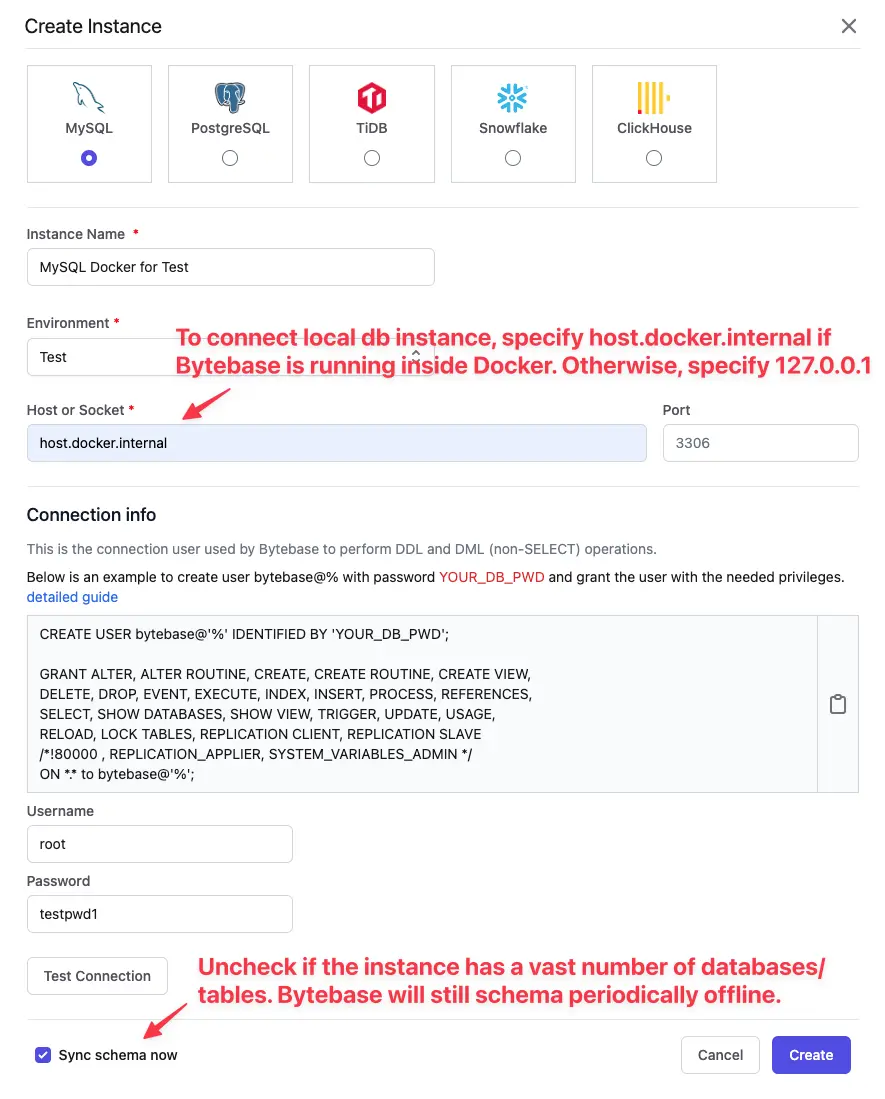 Create Instance
MySQL
PostgreSQL
TiDB
Snowflake
ClickHouse
Instance Name *
MySQL Docker for Test
Environment *
To connect local db instance, specify host.docker.internal if
Test
Bytebase is running inside Docker. Otherwise, specify 127.0.0.1
Host or Socket *
Port
host.docker.internal
3306
Connection info
This is the connection user used by Bytebase to perform DDL and DML (non-SELECT) operations.
Below is an example to create user bytebase@% with password YOUR_DB_PWD and grant the user with the needed privileges.
detailed guide
CREATE USER bytebase@'%' IDENTIFIED BY 'YOUR_DB_PWD';
GRANT ALTER, ALTER ROUTINE, CREATE, CREATE ROUTINE, CREATE VIEW,
DELETE, DROP, EVENT, EXECUTE, INDEX, INSERT, PROCESS, REFERENCES,
SELECT, SHOW DATABASES, SHOW VIEW, TRIGGER, UPDATE, USAGE,
RELOAD, LOCK TABLES, REPLICATION CLIENT, REPLICATION SLAVE
/*!80000 , REPLICATION_APPLIER, SYSTEM_VARIABLES_ADMIN */
ON *.* to bytebase@'%';
Username
root
Password
testpwd1
Test Connection
Uncheck if the instance has a vast number of databases/
tables. Bytebase will still schema periodically offline.
Sync schema now
Cancel
Create